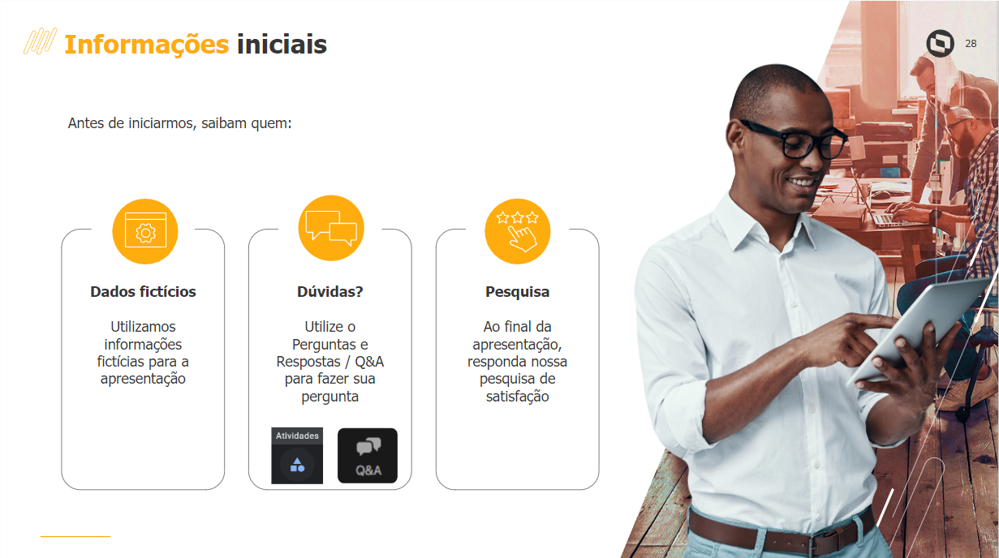 Informações iniciais
28
Antes de iniciarmos, saibam quem:
Dados fictícios
Utilizamos
informações
fictícias para a
apresentação
Dúvidas?
Utilize o
Perguntas e
Respostas / Q&A
para fazer sua
pergunta
Atividades
Q&A
Pesquisa
Ao final da
apresentação,
responda nossa
pesquisa de
satisfação